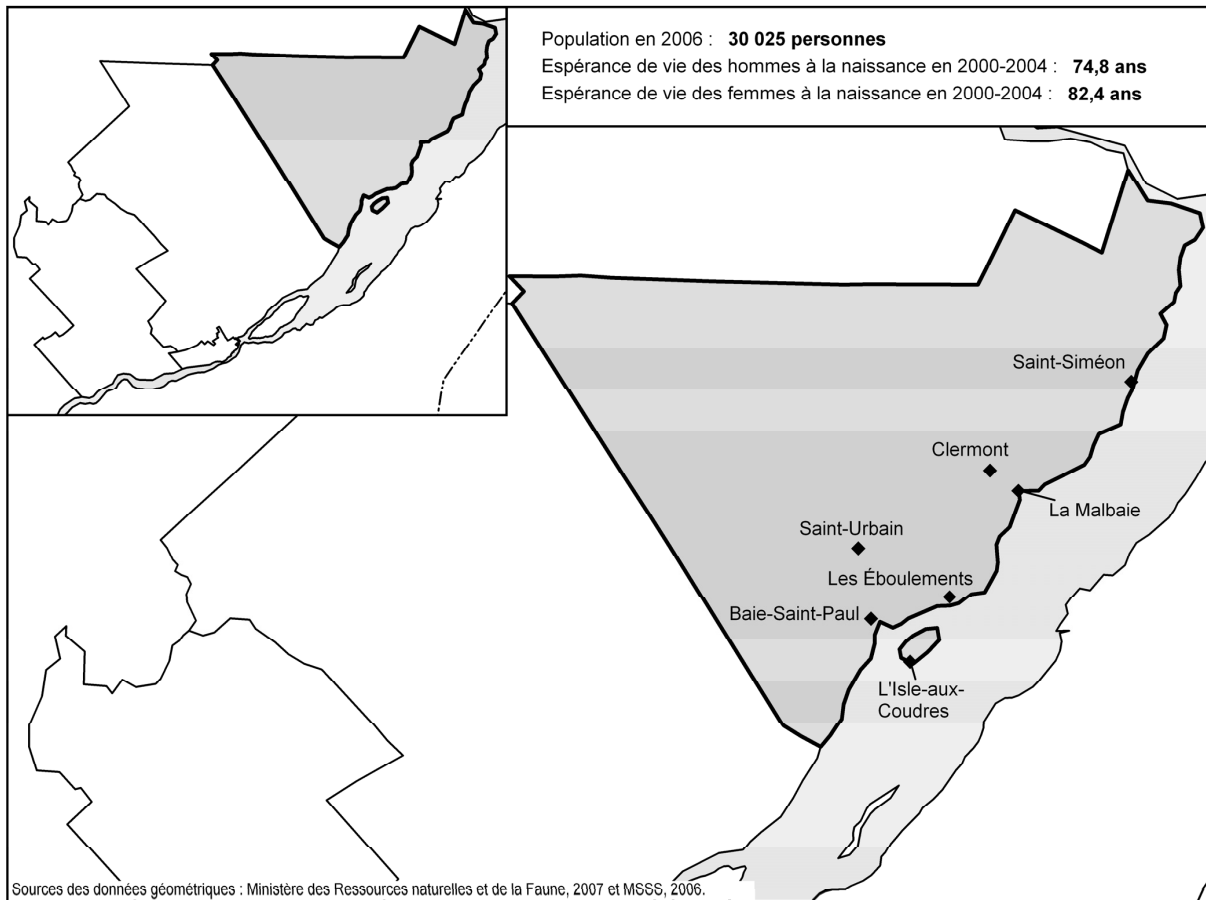 Population en 2006 : 30 025 personnes
Espérance de vie des hommes à la naissance en 2000-2004 : 74,8 ans
Espérance de vie des femmes à la naissance en 2000-2004 : 82,4 ans
Saint-Siméon
Clermont
La Malbaie
Saint-Urbain
Les Éboulements
Baie-Saint-Paul
L'Isle-aux-
Coudres
Sources des données géométriques : Ministère des Ressources naturelles et de la Faune, 2007 et MSSS, 2006.